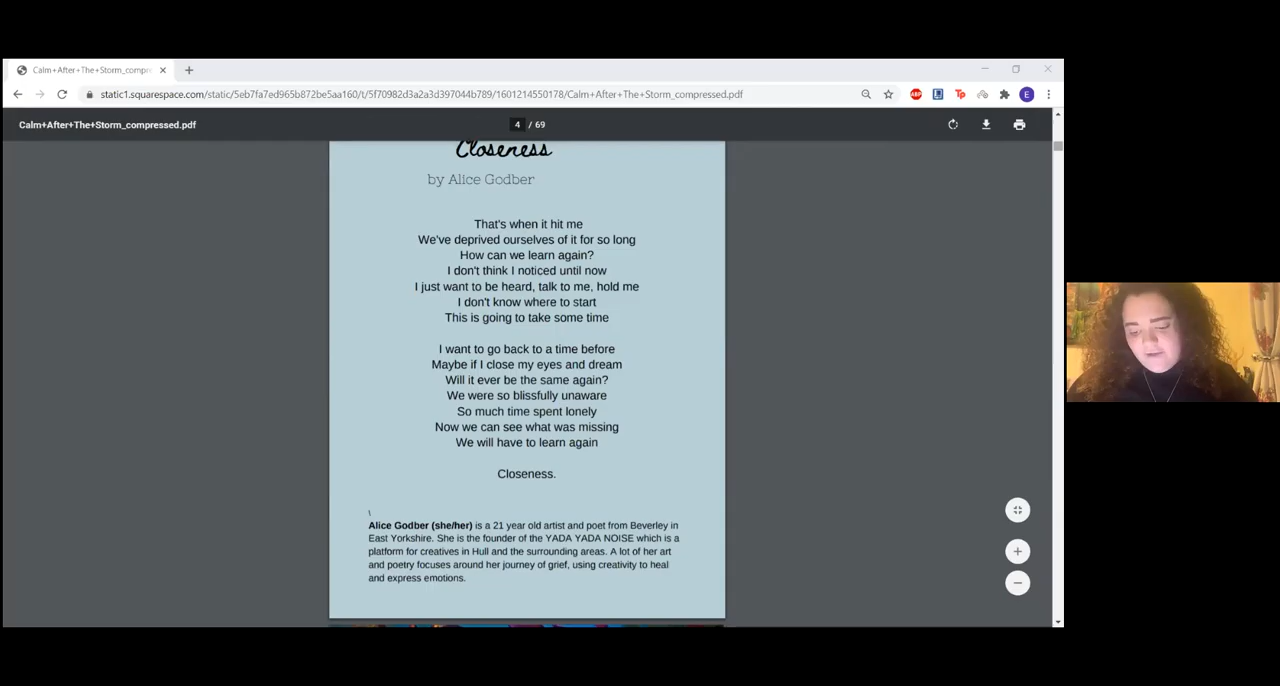 Calm+After+The+Storm_compre
static1.squarespace.com/static/5eb7fa7ed965b872be5aa160/t/5f70982d3a2a3d397044b789/1601214550178/Calm+After+The+Storm_compressed.pdf
ABP
Tp
E
Calm+After+The+Storm_compressed.pdf
4 / 69
Closeness
by Alice Godber
That's when it hit me
We've deprived ourselves of it for so long
How can we learn again?
I don't think I noticed until now
I just want to be heard, talk to me, hold me
I don't know where to start
This is going to take some time
I want to go back to a time before
Maybe if I close my eyes and dream
Will it ever be the same again?
We were so blissfully unaware
So much time spent lonely
Now we can see what was missing
We will have to learn again
Closeness.
\
Alice Godber (she/her) is a 21 year old artist and poet from Beverley in
East Yorkshire. She is the founder of the YADA YADA NOISE which is a
platform for creatives in Hull and the surrounding areas. A lot of her art
and poetry focuses around her journey of grief, using creativity to heal
and express emotions.